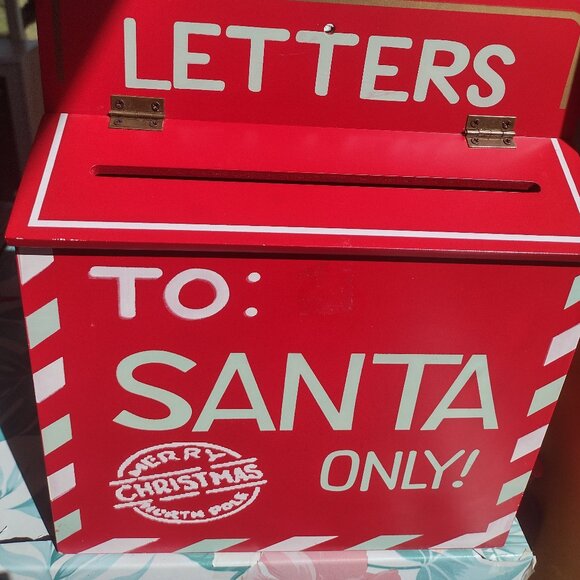 LETTERS
TO:
SANTA
ONLY!
MERRY
CHRISTMAS
NORTH POLE